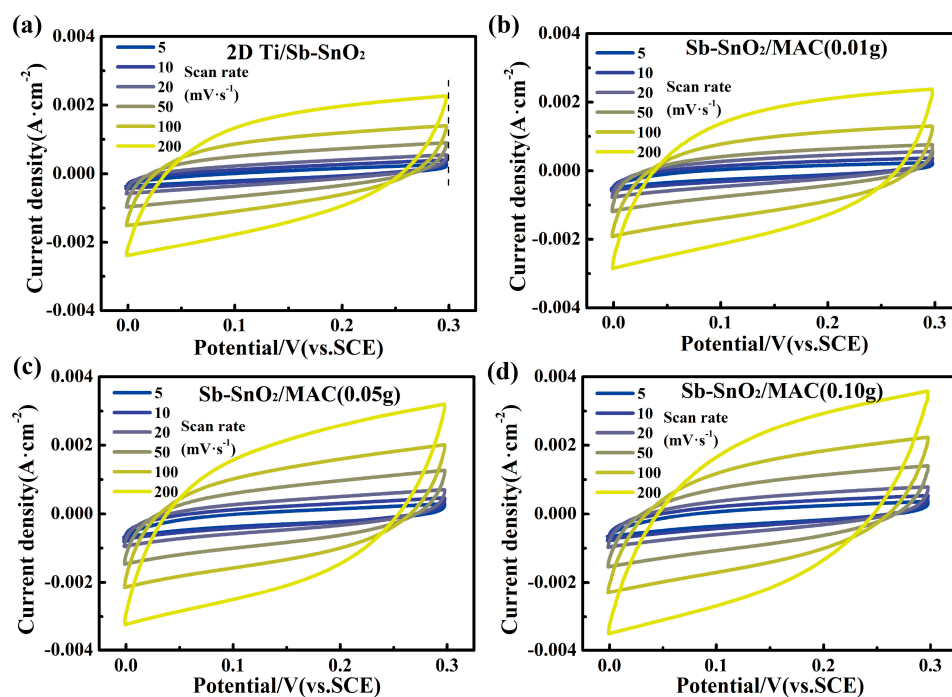 (a)
2D Ti/Sb-SnO₂
5
10
20
50
100
200
Scan rate
(mV·s⁻¹)
0.004
0.002
0.000
-0.002
-0.004
Current density(A·cm⁻²)
0.0 0.1 0.2 0.3
Potential/V(vs.SCE)
(b)
Sb-SnO₂/MAC(0.01g)
5
10
20
50
100
200
Scan rate
(mV·s⁻¹)
0.004
0.002
0.000
-0.002
-0.004
Current density(A·cm⁻²)
0.0 0.1 0.2 0.3
Potential/V(vs.SCE)
(c)
Sb-SnO₂/MAC(0.05g)
5
10
20
50
100
200
Scan rate
(mV·s⁻¹)
0.004
0.002
0.000
-0.002
-0.004
Current density(A·cm⁻²)
0.0 0.1 0.2 0.3
Potential/V(vs.SCE)
(d)
Sb-SnO₂/MAC(0.10g)
5
10
20
50
100
200
Scan rate
(mV·s⁻¹)
0.004
0.002
0.000
-0.002
-0.004
Current density(A·cm⁻²)
0.0 0.1 0.2 0.3
Potential/V(vs.SCE)